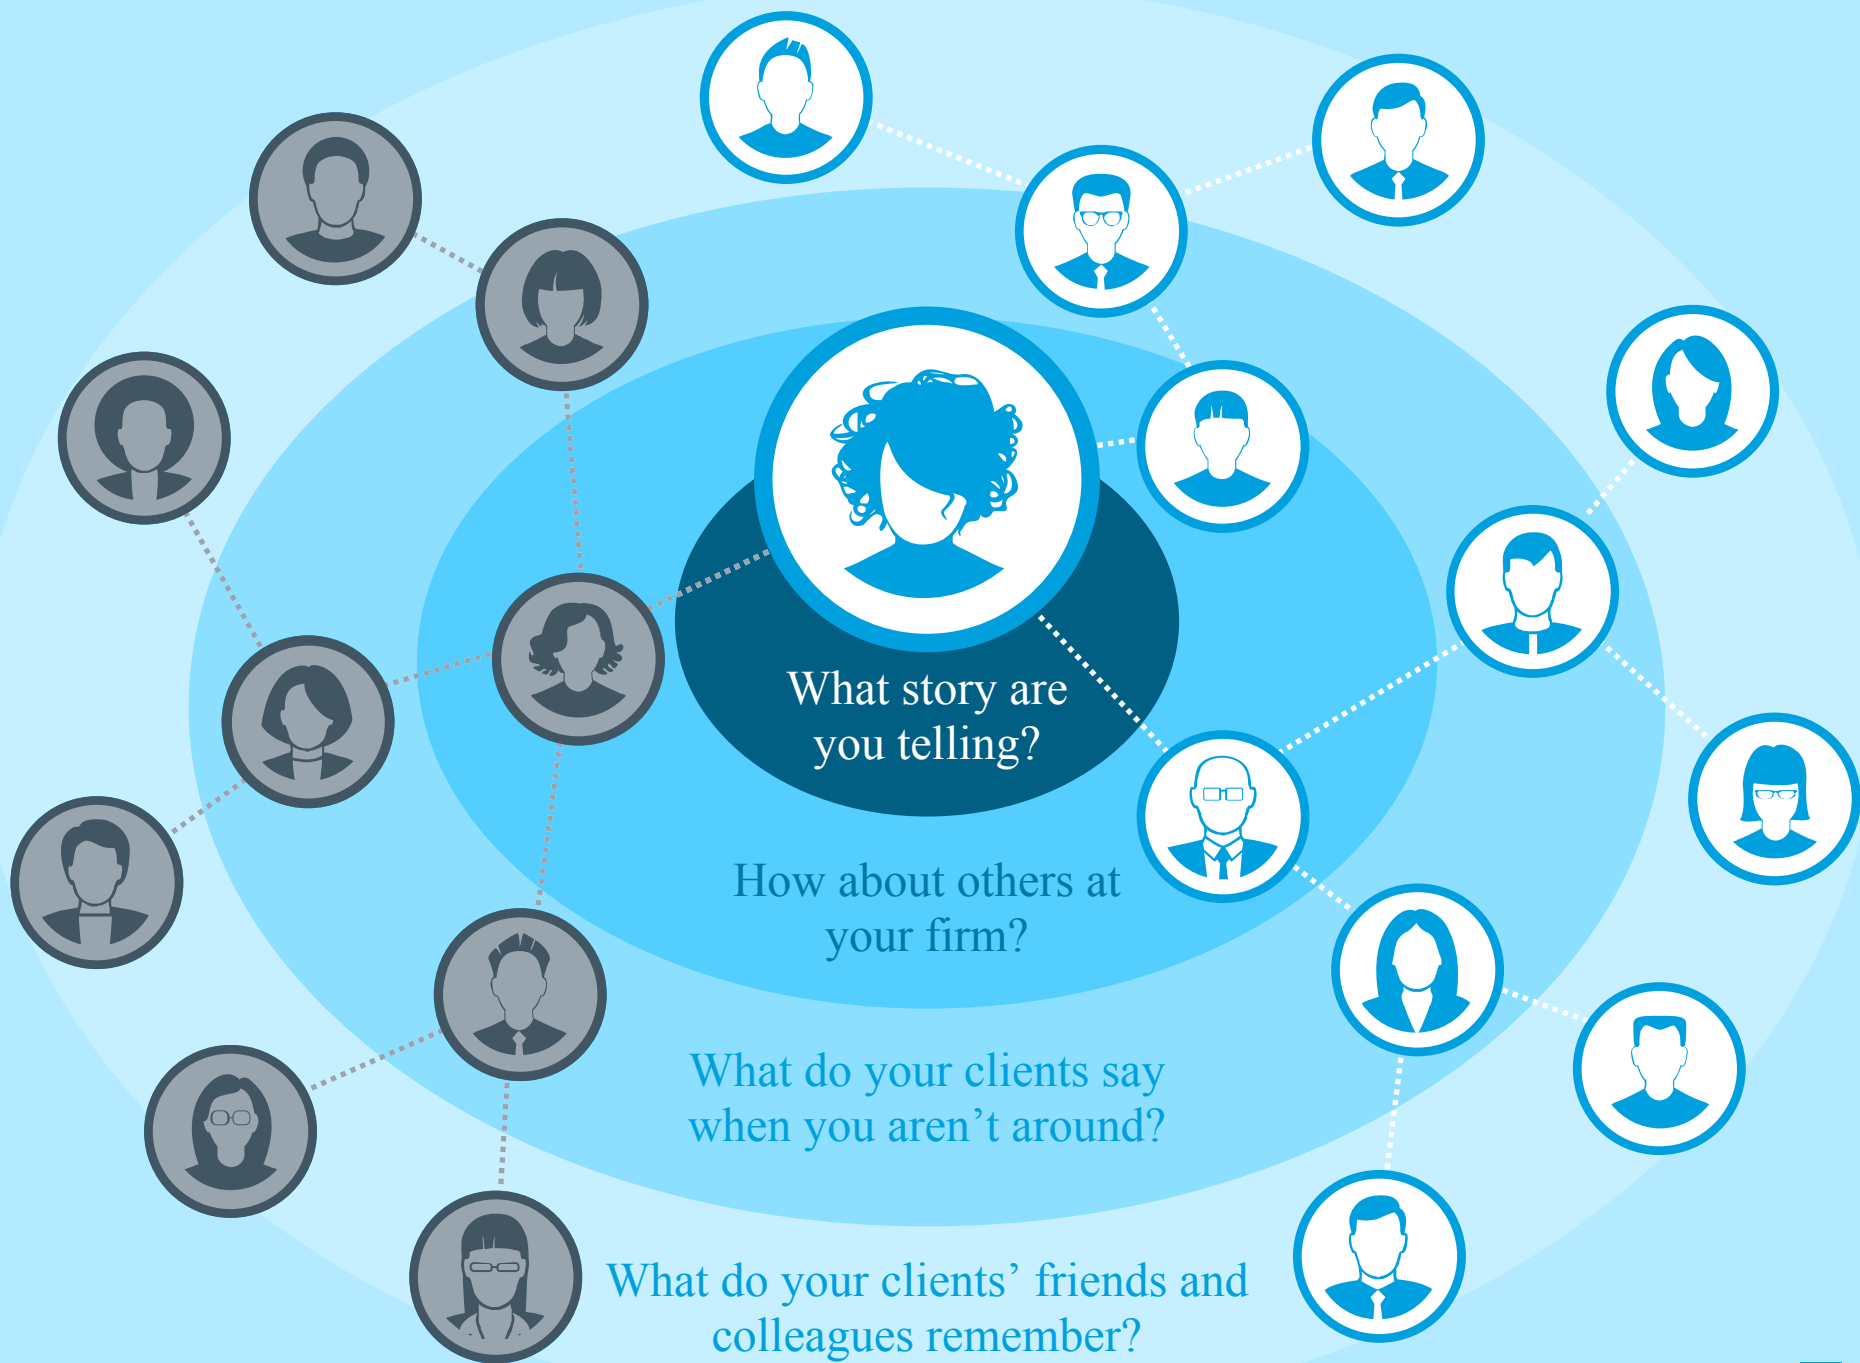 What story are
you telling?
How about others at
your firm?
What do your clients say
when you aren’t around?
What do your clients’ friends and
colleagues remember?